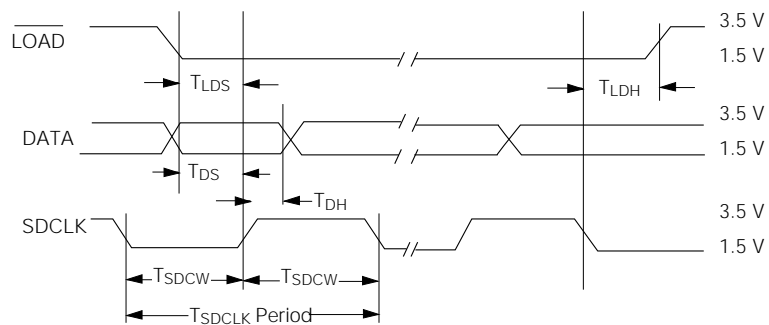 LOAD
3.5 V
1.5 V
TLDS
TLDH
DATA
3.5 V
1.5 V
TDS
TDH
SDCLK
3.5 V
1.5 V
TSDCW
TSDCW
TSDCLK Period